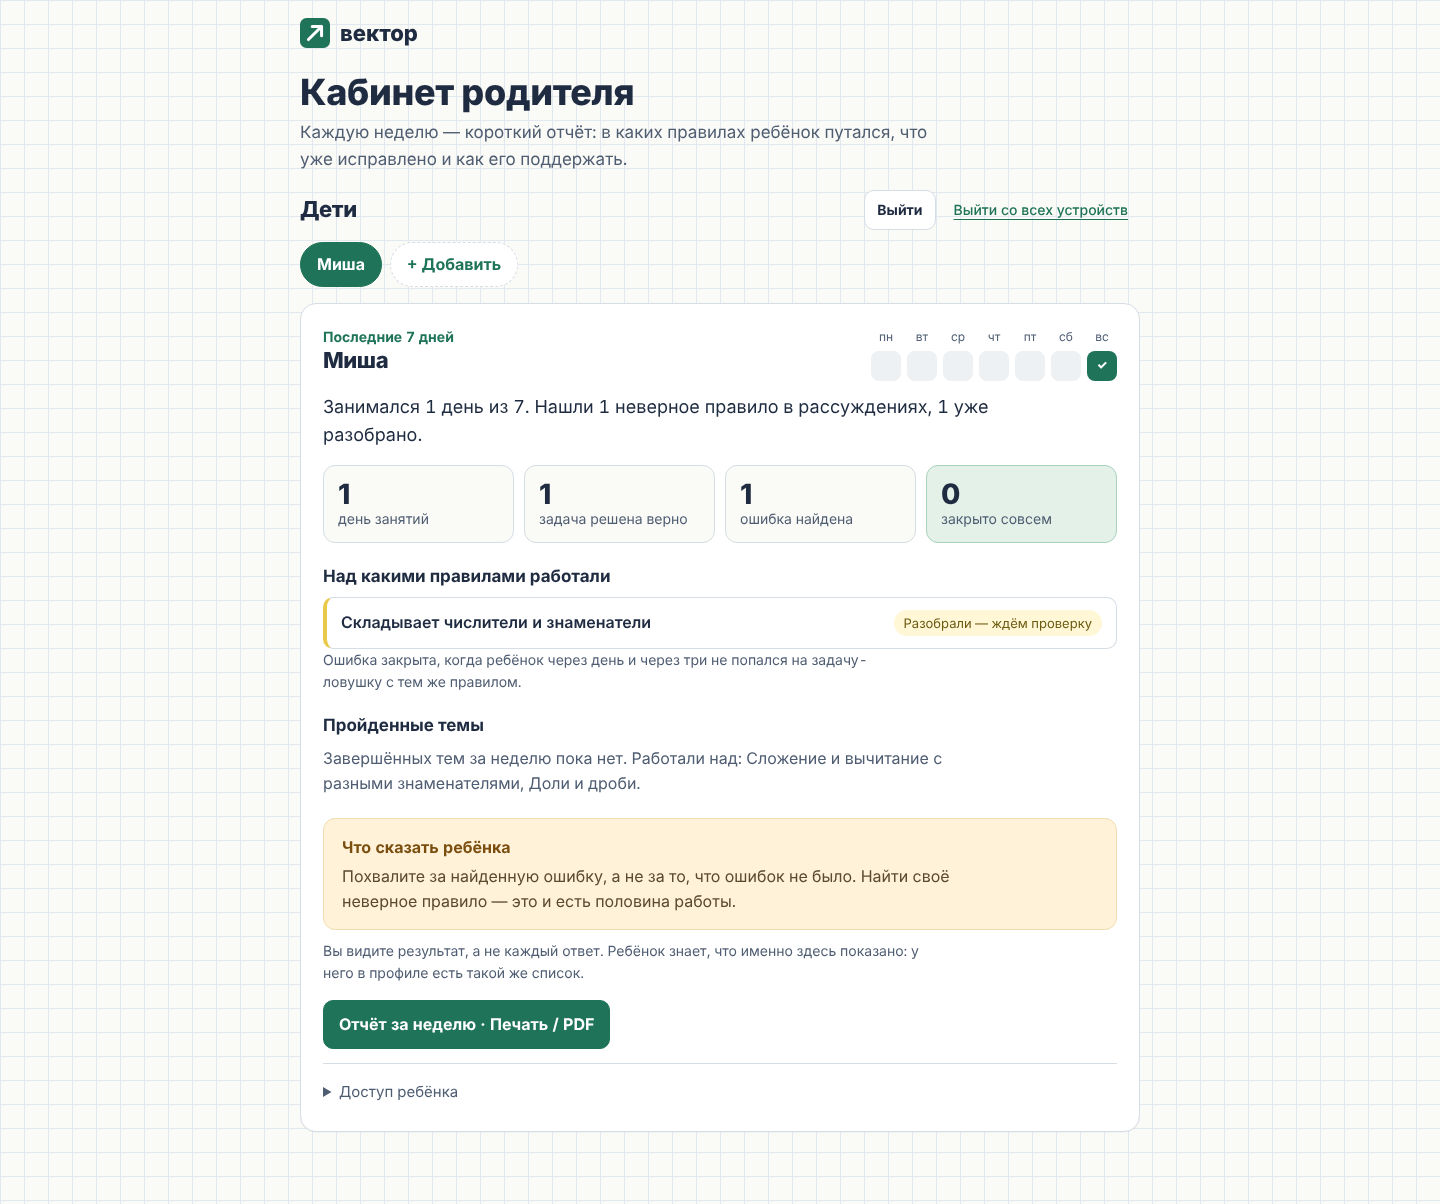 вектор
Кабинет родителя
Каждую неделю — короткий отчёт: в каких правилах ребёнок путался, что
уже исправлено и как его поддержать.
Дети
Выйти
Выйти со всех устройств
Миша
+ Добавить
Последние 7 дней
Миша
пн вт ср чт пт сб вс
Занимался 1 день из 7. Нашли 1 неверное правило в рассуждениях, 1 уже
разобрано.
1
день занятий
1
задача решена верно
1
ошибка найдена
0
закрыто совсем
Над какими правилами работали
Складывает числители и знаменатели
Разобрали — ждём проверку
Ошибка закрыта, когда ребёнок через день и через три не попался на задачу-
ловушку с тем же правилом.
Пройденные темы
Завершённых тем за неделю пока нет. Работали над: Сложение и вычитание с
разными знаменателями, Доли и дроби.
Что сказать ребёнка
Похвалите за найденную ошибку, а не за то, что ошибок не было. Найти своё
неверное правило — это и есть половина работы.
Вы видите результат, а не каждый ответ. Ребёнок знает, что именно здесь показано: у
него в профиле есть такой же список.
Отчёт за неделю · Печать / PDF
Доступ ребёнка